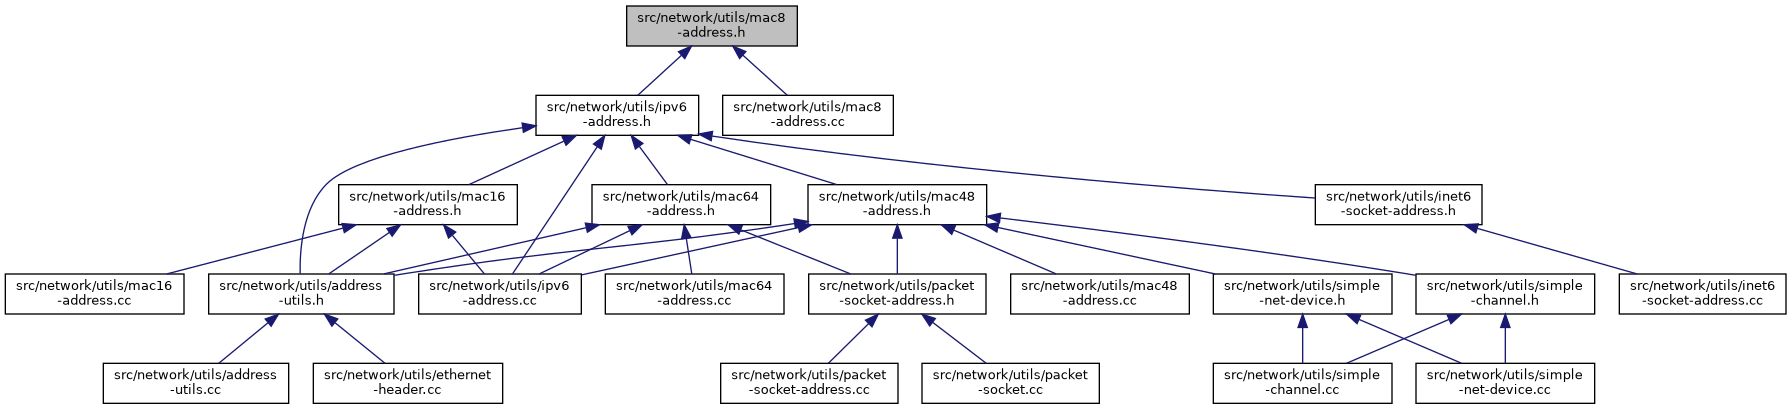 src/network/utils/mac8
-address.h
src/network/utils/ipv6
-address.h
src/network/utils/mac8
-address.cc
src/network/utils/mac16
-address.h
src/network/utils/mac64
-address.h
src/network/utils/mac48
-address.h
src/network/utils/inet6
-socket-address.h
src/network/utils/mac16
-address.cc
src/network/utils/address
-utils.h
src/network/utils/ipv6
-address.cc
src/network/utils/mac64
-address.cc
src/network/utils/packet
-socket-address.h
src/network/utils/mac48
-address.cc
src/network/utils/simple
-net-device.h
src/network/utils/simple
-channel.h
src/network/utils/inet6
-socket-address.cc
src/network/utils/address
-utils.cc
src/network/utils/ethernet
-header.cc
src/network/utils/packet
-socket-address.cc
src/network/utils/packet
-socket.cc
src/network/utils/simple
-channel.cc
src/network/utils/simple
-net-device.cc